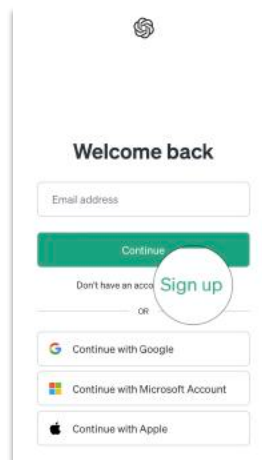 Welcome back
Email address
Continue
Don't have an acco Sign up
OR
Continue with Google
Continue with Microsoft Account
Continue with Apple